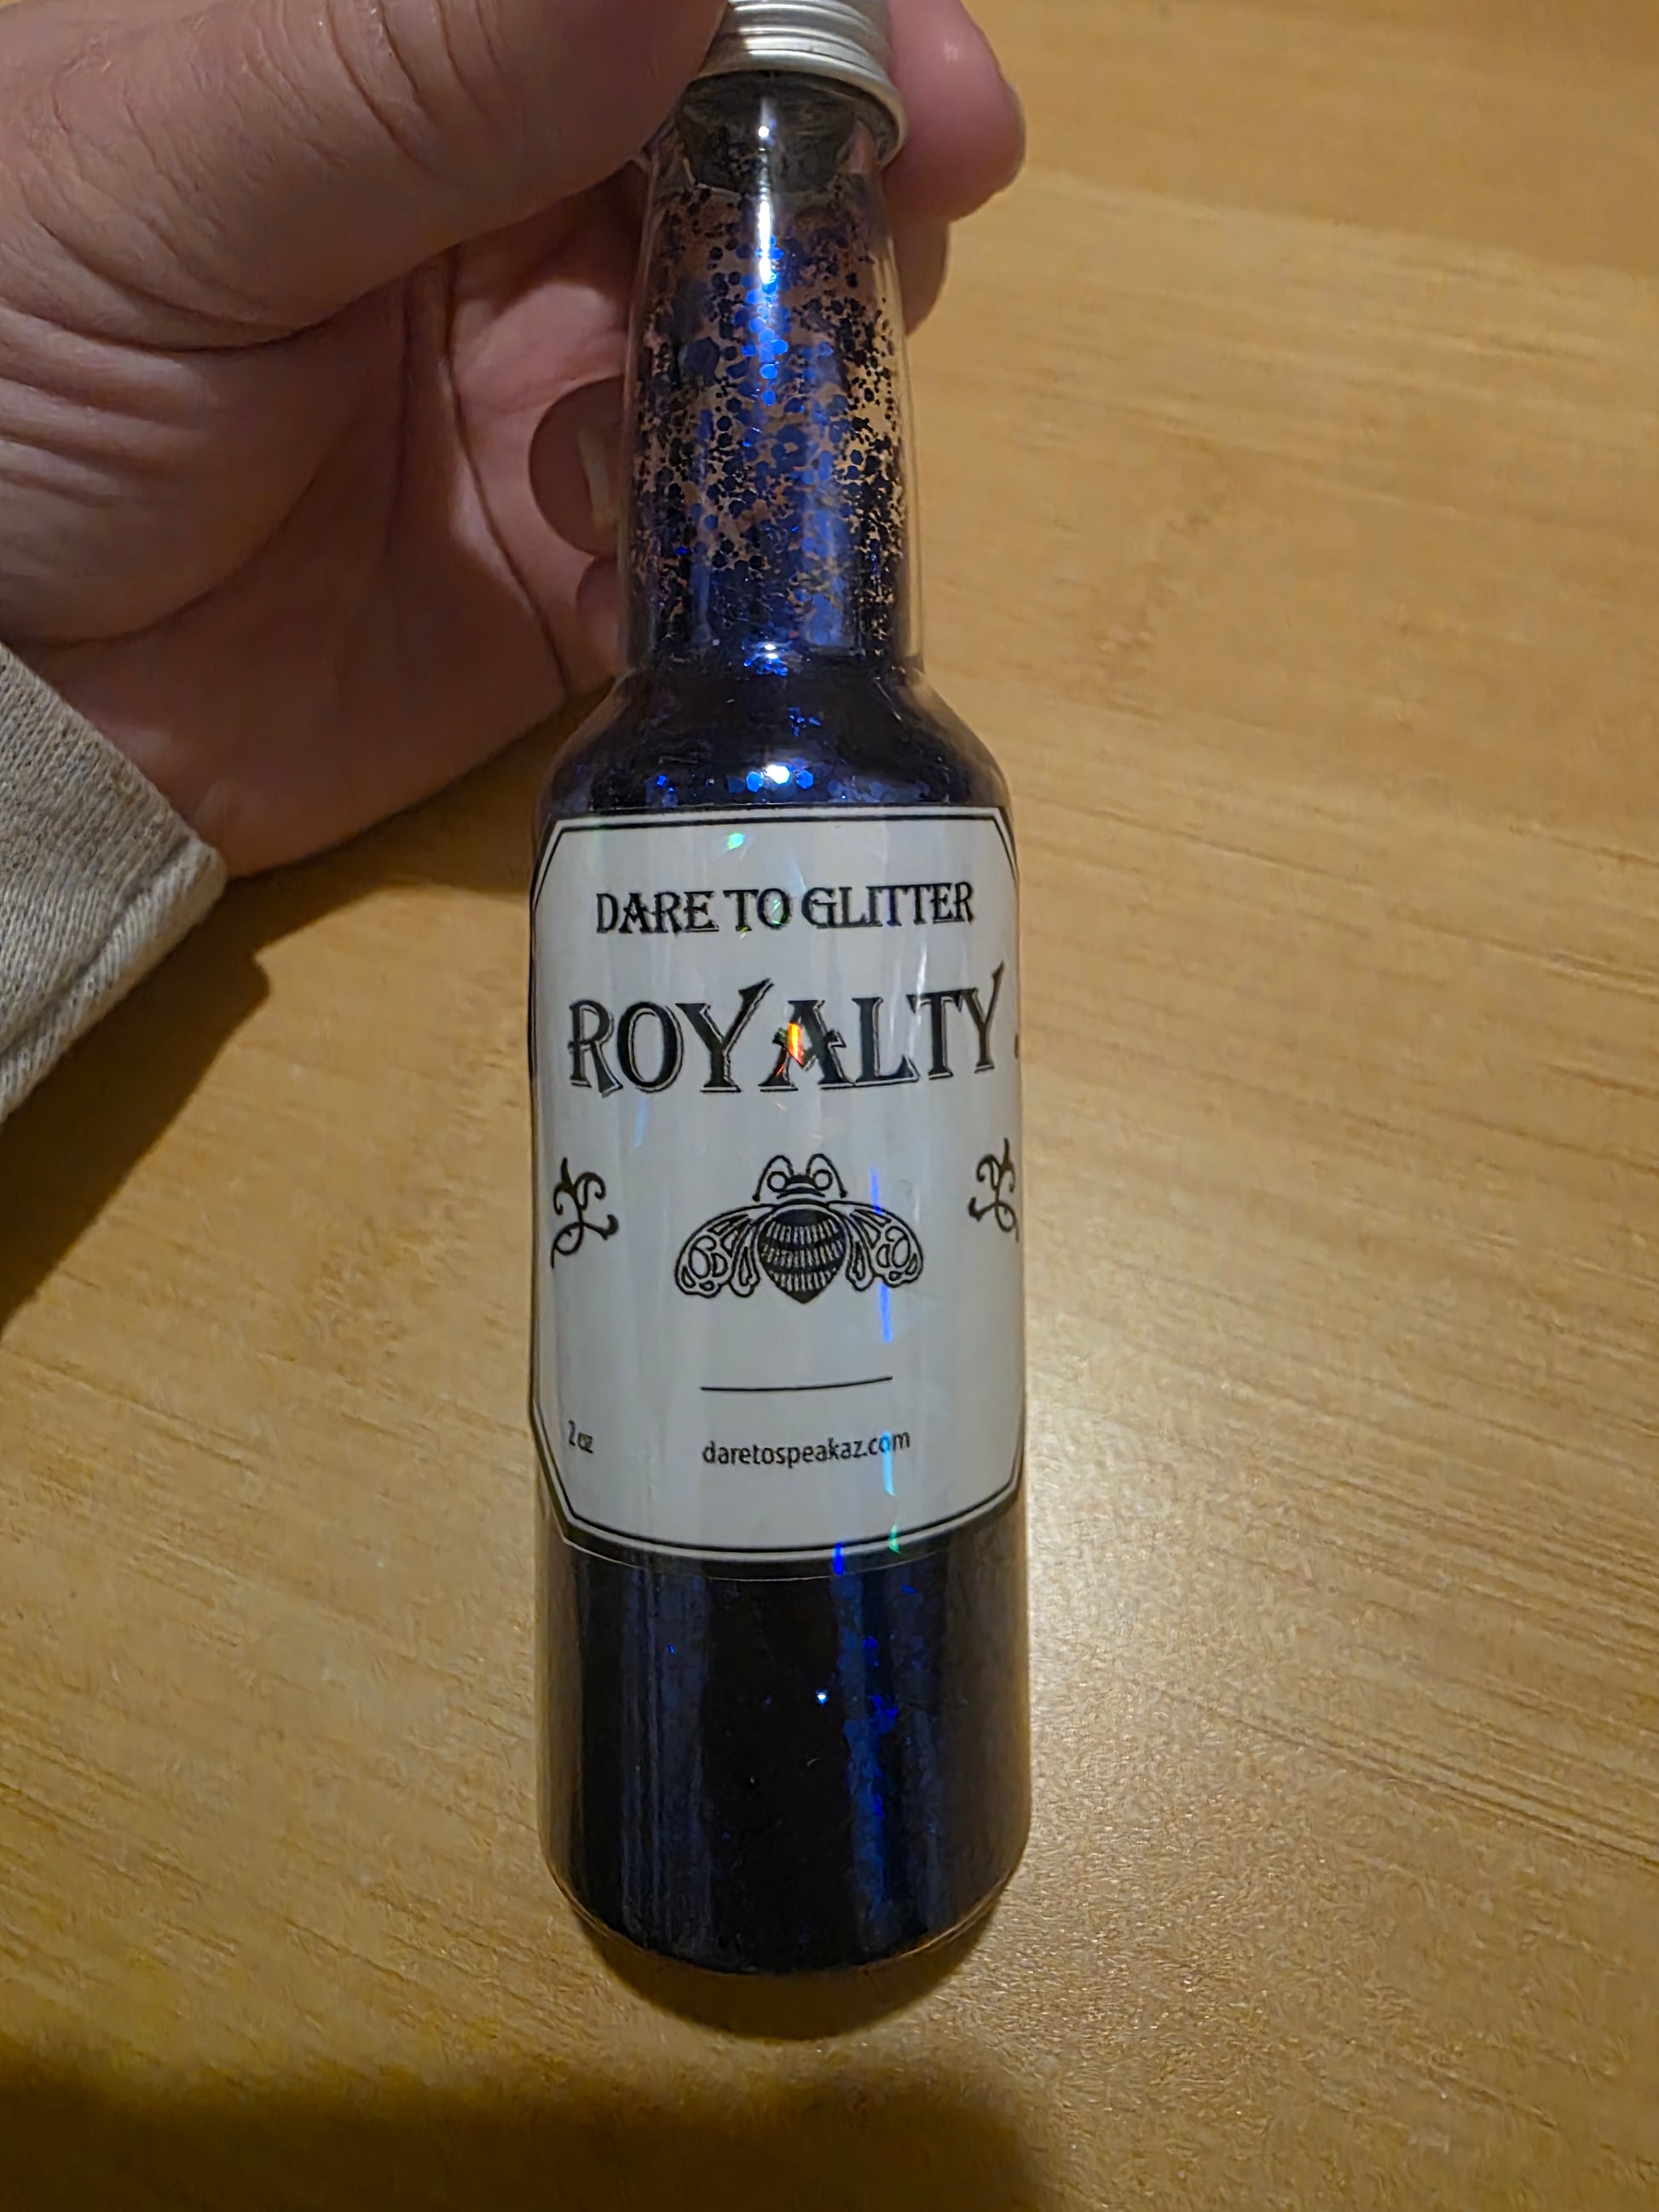 DARE TO GLITTER
ROYALTY
2 oz
daretospeakaz.com